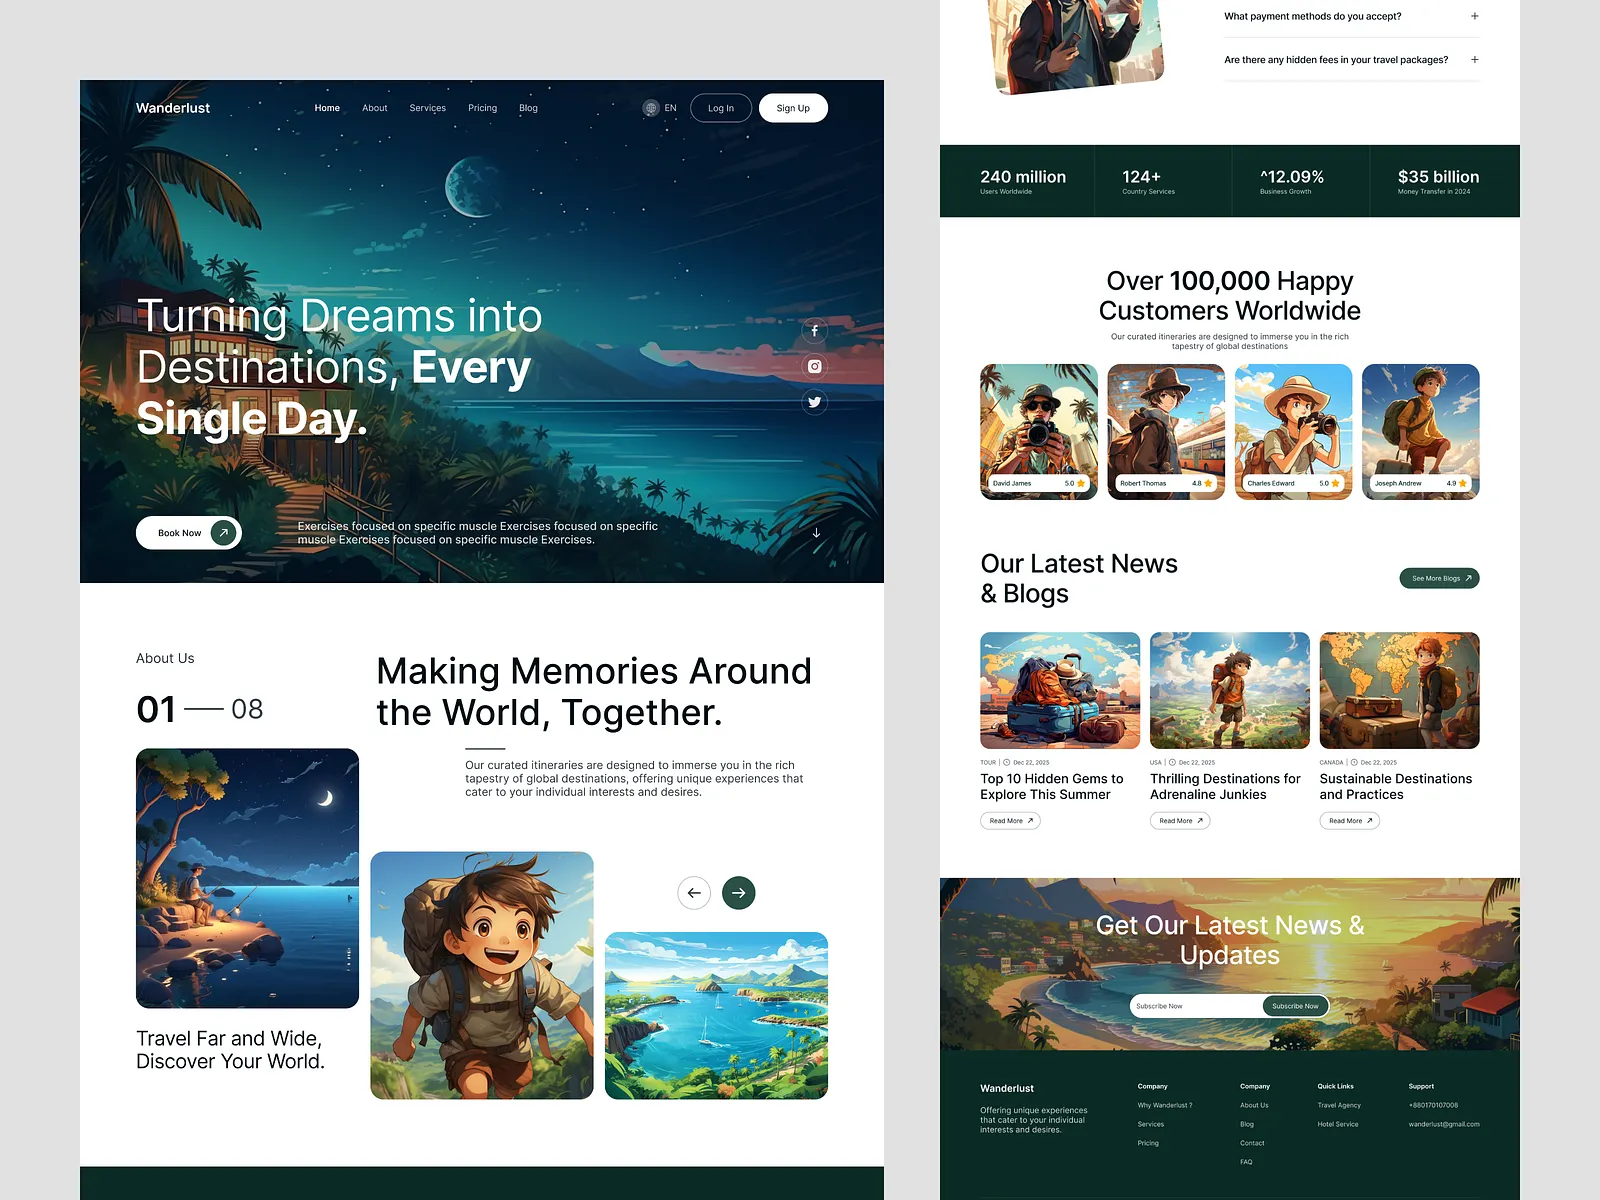 Wanderlust
Home
About
Services
Pricing
Blog
EN
Log In
Sign Up
Turning Dreams into
Destinations, Every
Single Day.
Book Now
Exercises focused on specific muscle Exercises focused on specific
muscle Exercises focused on specific muscle Exercises.
About Us
01
08
Making Memories Around
the World, Together.
Our curated itineraries are designed to immerse you in the rich
tapestry of global destinations, offering unique experiences that
cater to your individual interests and desires.
Travel Far and Wide,
Discover Your World.
What payment methods do you accept?
+
Are there any hidden fees in your travel packages?
+
240 million
Users Worldwide
124+
Country Services
^12.09%
Business Growth
$35 billion
Money Transfer in 2024
Over 100,000 Happy
Customers Worldwide
Our curated itineraries are designed to immerse you in the rich
tapestry of global destinations
David James
5.0
Robert Thomas
4.8
Charles Edward
5.0
Joseph Andrew
4.9
Our Latest News
& Blogs
See More Blogs
TOUR | Dec 22, 2025
Top 10 Hidden Gems to
Explore This Summer
Read More
USA | Dec 22, 2025
Thrilling Destinations for
Adrenaline Junkies
Read More
CANADA | Dec 22, 2025
Sustainable Destinations
and Practices
Read More
Get Our Latest News &
Updates
Subscribe Now
Subscribe Now
Wanderlust
Offering unique experiences
that cater to your individual
interests and desires.
Company
Why Wanderlust ?
Services
Pricing
Company
About Us
Blog
Contact
FAQ
Quick Links
Travel Agency
Hotel Service
Support
+880170107008
wanderlust@gmail.com